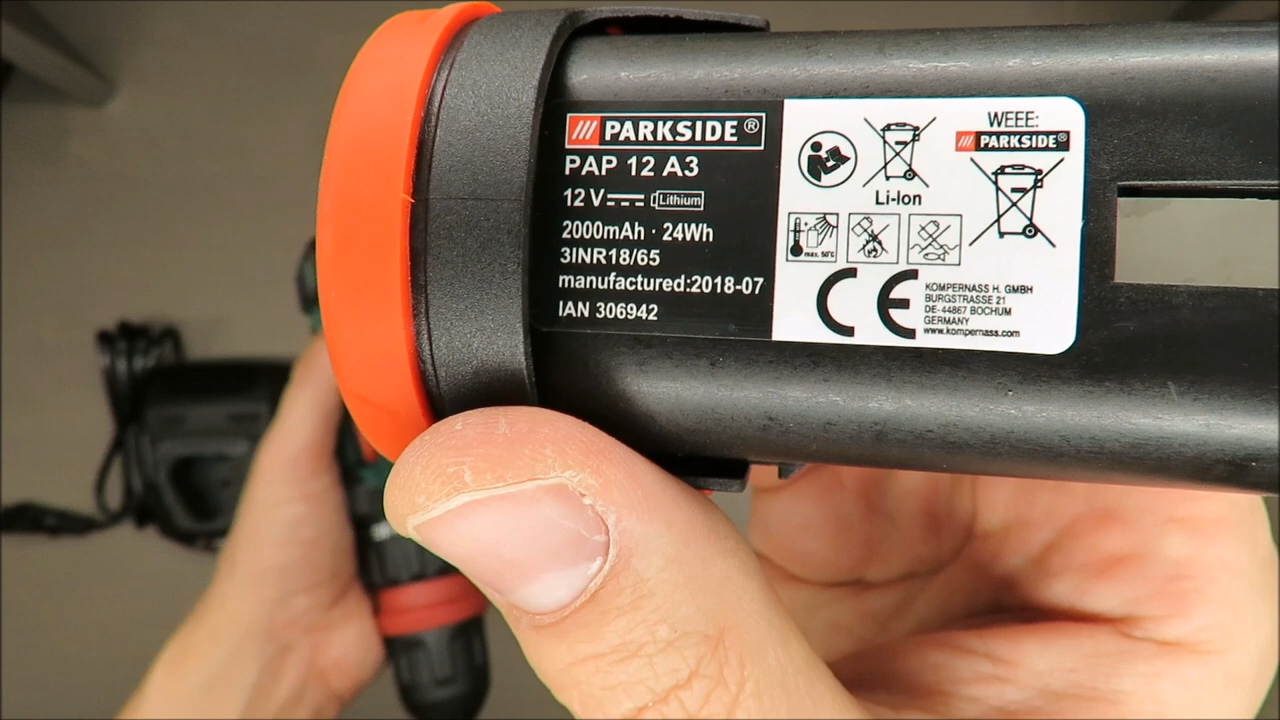 PARKSIDE®
PAP 12 A3
12 V Lithium
2000mAh · 24Wh
3INR18/65
manufactured:2018-07
IAN 306942
Li-Ion
max. 50°C
WEEE:
PARKSIDE®
CE
KOMPERNASS H. GMBH
BURGSTRASSE 21
DE- 44867 BOCHUM
GERMANY
www.kompernass.com